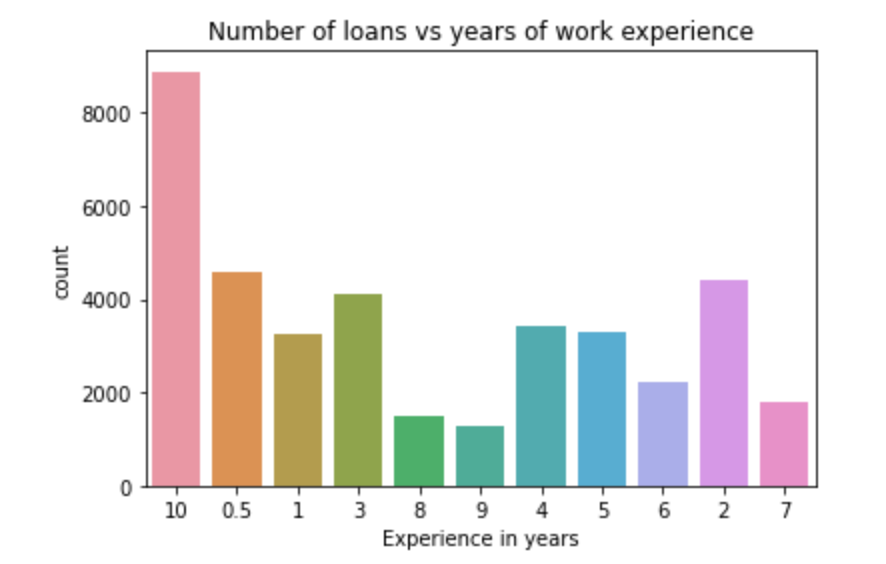 Number of loans vs years of work experience
8000
6000
4000
2000
0
count
10 0.5 1 3 8 9 4 5 6 2 7
Experience in years